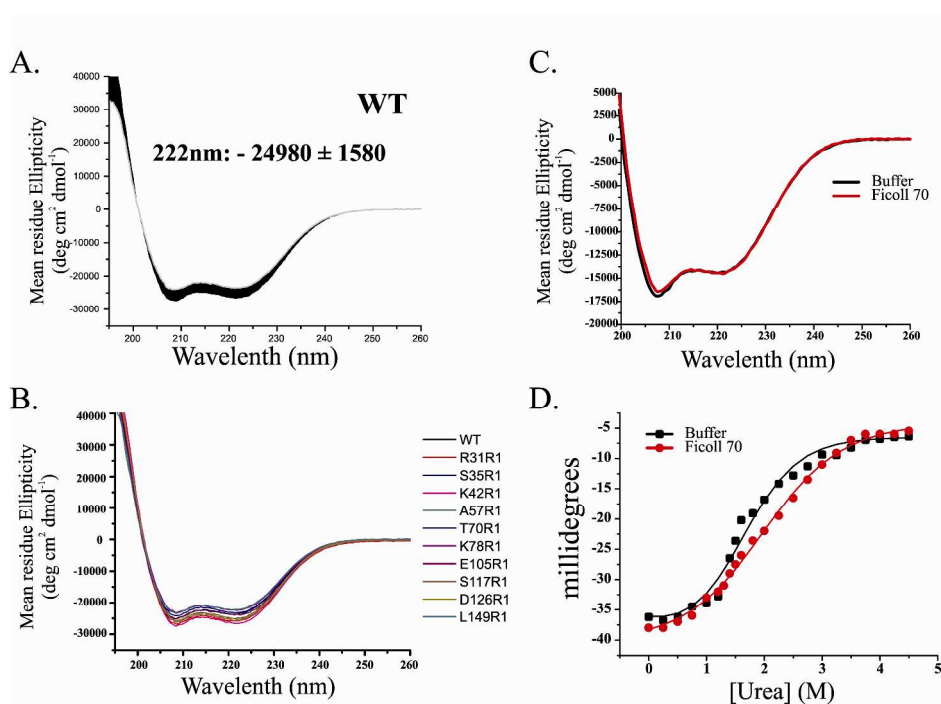 A.
WT
222nm: - 24980 ± 1580
Mean residue Ellipticity
(deg cm² dmol⁻¹)
40000
30000
20000
10000
0
-10000
-20000
-30000
200 210 220 230 240 250 260
Wavelenth (nm)
C.
Mean residue Ellipticity
(deg cm² dmol⁻¹)
5000
2500
0
-2500
-5000
-7500
-10000
-12500
-15000
-17500
-20000
Buffer
Ficoll 70
200 210 220 230 240 250 260
Wavelenth (nm)
B.
Mean residue Ellipticity
(deg cm² dmol⁻¹)
40000
30000
20000
10000
0
-10000
-20000
-30000
200 210 220 230 240 250 260
Wavelenth (nm)
WT
R31R1
S35R1
K42R1
A57R1
T70R1
K78R1
E105R1
S117R1
D126R1
L149R1
D.
millidegrees
-5
-10
-15
-20
-25
-30
-35
-40
Buffer
Ficoll 70
0 1 2 3 4 5
[Urea] (M)